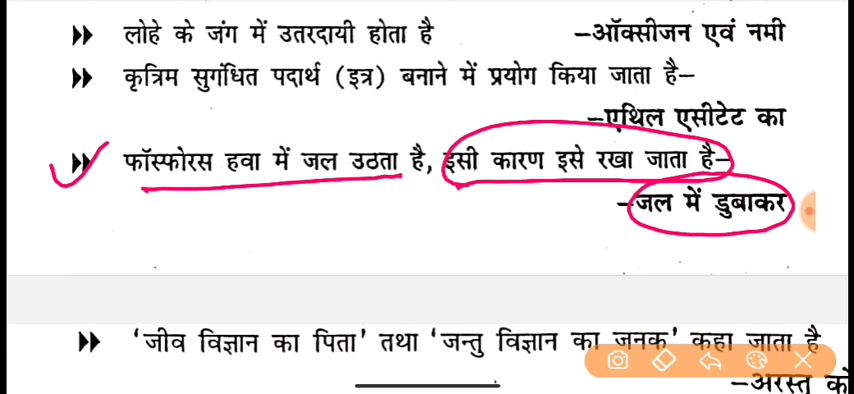 लोहे के जंग में उतरदायी होता है –ऑक्सीजन एवं नमी
कृत्रिम सुगंधित पदार्थ (इत्र) बनाने में प्रयोग किया जाता है–
–एथिल एसीटेट का
फॉस्फोरस हवा में जल उठता है, इसी कारण इसे रखा जाता है–
–जल में डुबाकर
'जीव विज्ञान का पिता' तथा 'जन्तु विज्ञान का जनक' कहा जाता है
–अरस्तु को